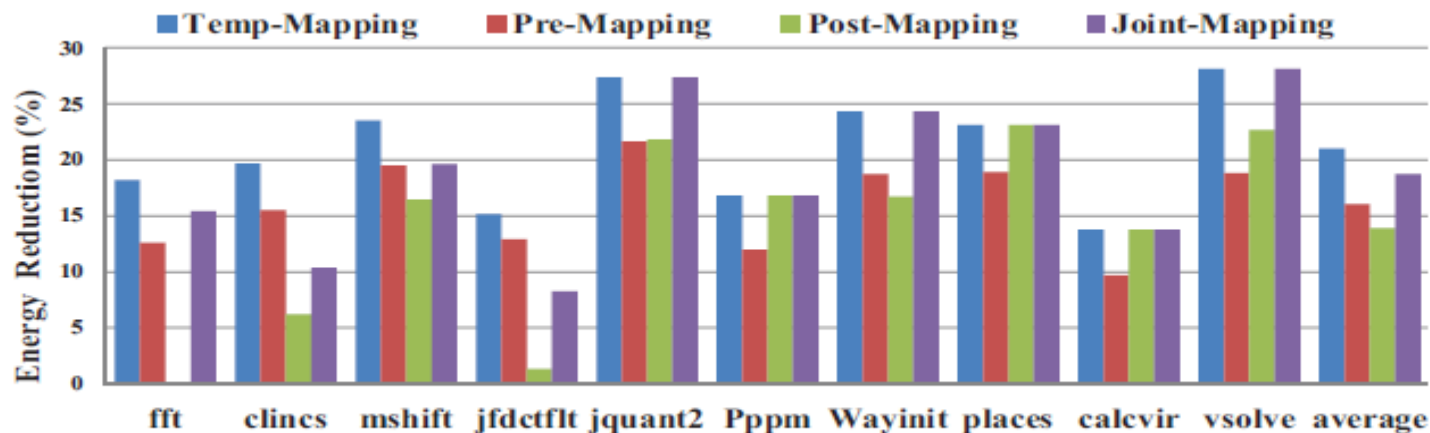 Temp-Mapping Pre-Mapping Post-Mapping Joint-Mapping
Energy Reductiom (%)
30
25
20
15
10
5
0
fft clincs mshift jfdctflt jquant2 Pppm Wayinit places calcvir vsolve average